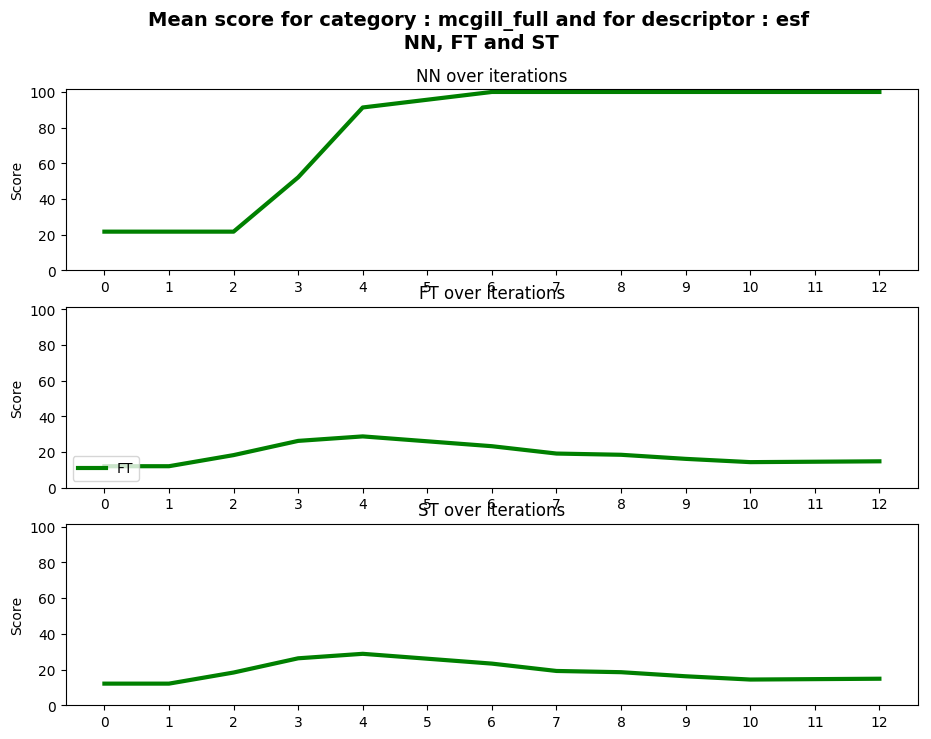 Mean score for category : mcgill_full and for descriptor : esf
NN, FT and ST
NN over iterations
100
80
60
40
20
0
Score
0 1 2 3 4 5 6 7 8 9 10 11 12
FT over iterations
100
80
60
40
20
0
Score
FT
0 1 2 3 4 5 6 7 8 9 10 11 12
ST over iterations
100
80
60
40
20
0
Score
0 1 2 3 4 5 6 7 8 9 10 11 12